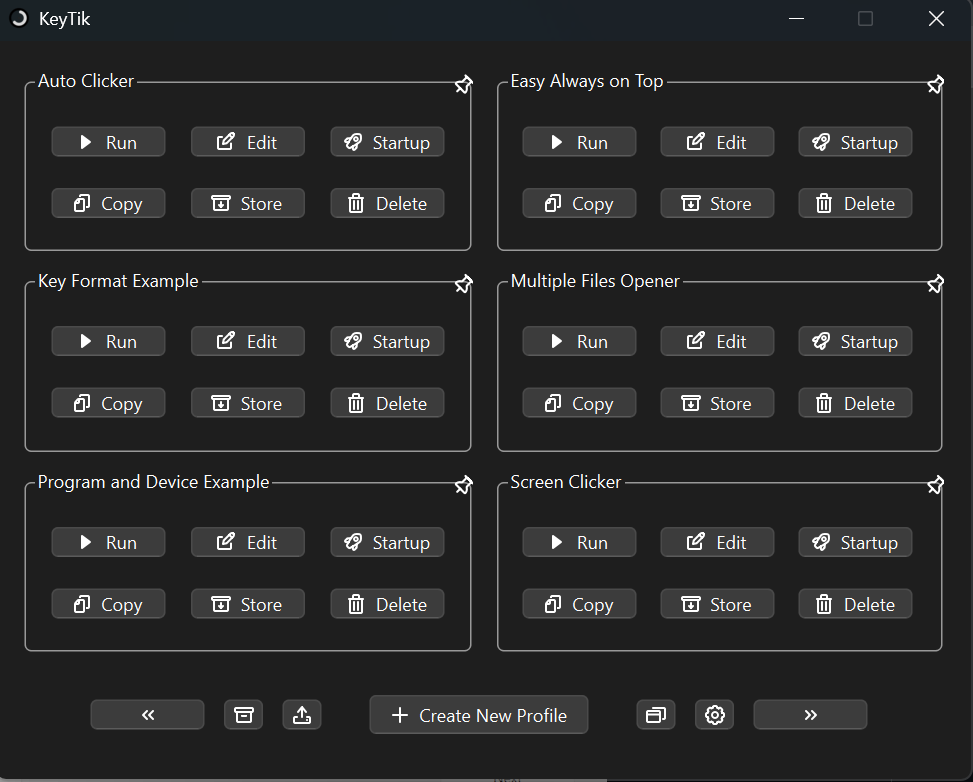 KeyTik
Auto Clicker
Easy Always on Top
Run Edit Startup
Run Edit Startup
Copy Store Delete
Copy Store Delete
Key Format Example
Multiple Files Opener
Run Edit Startup
Run Edit Startup
Copy Store Delete
Copy Store Delete
Program and Device Example
Screen Clicker
Run Edit Startup
Run Edit Startup
Copy Store Delete
Copy Store Delete
« + Create New Profile »